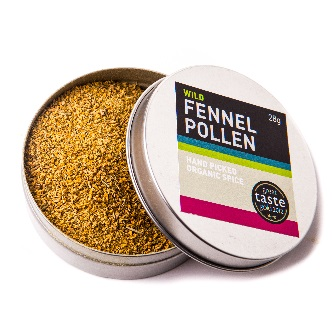 WILD
FENNEL
POLLEN
28g
HAND PICKED
ORGANIC SPICE
great
taste